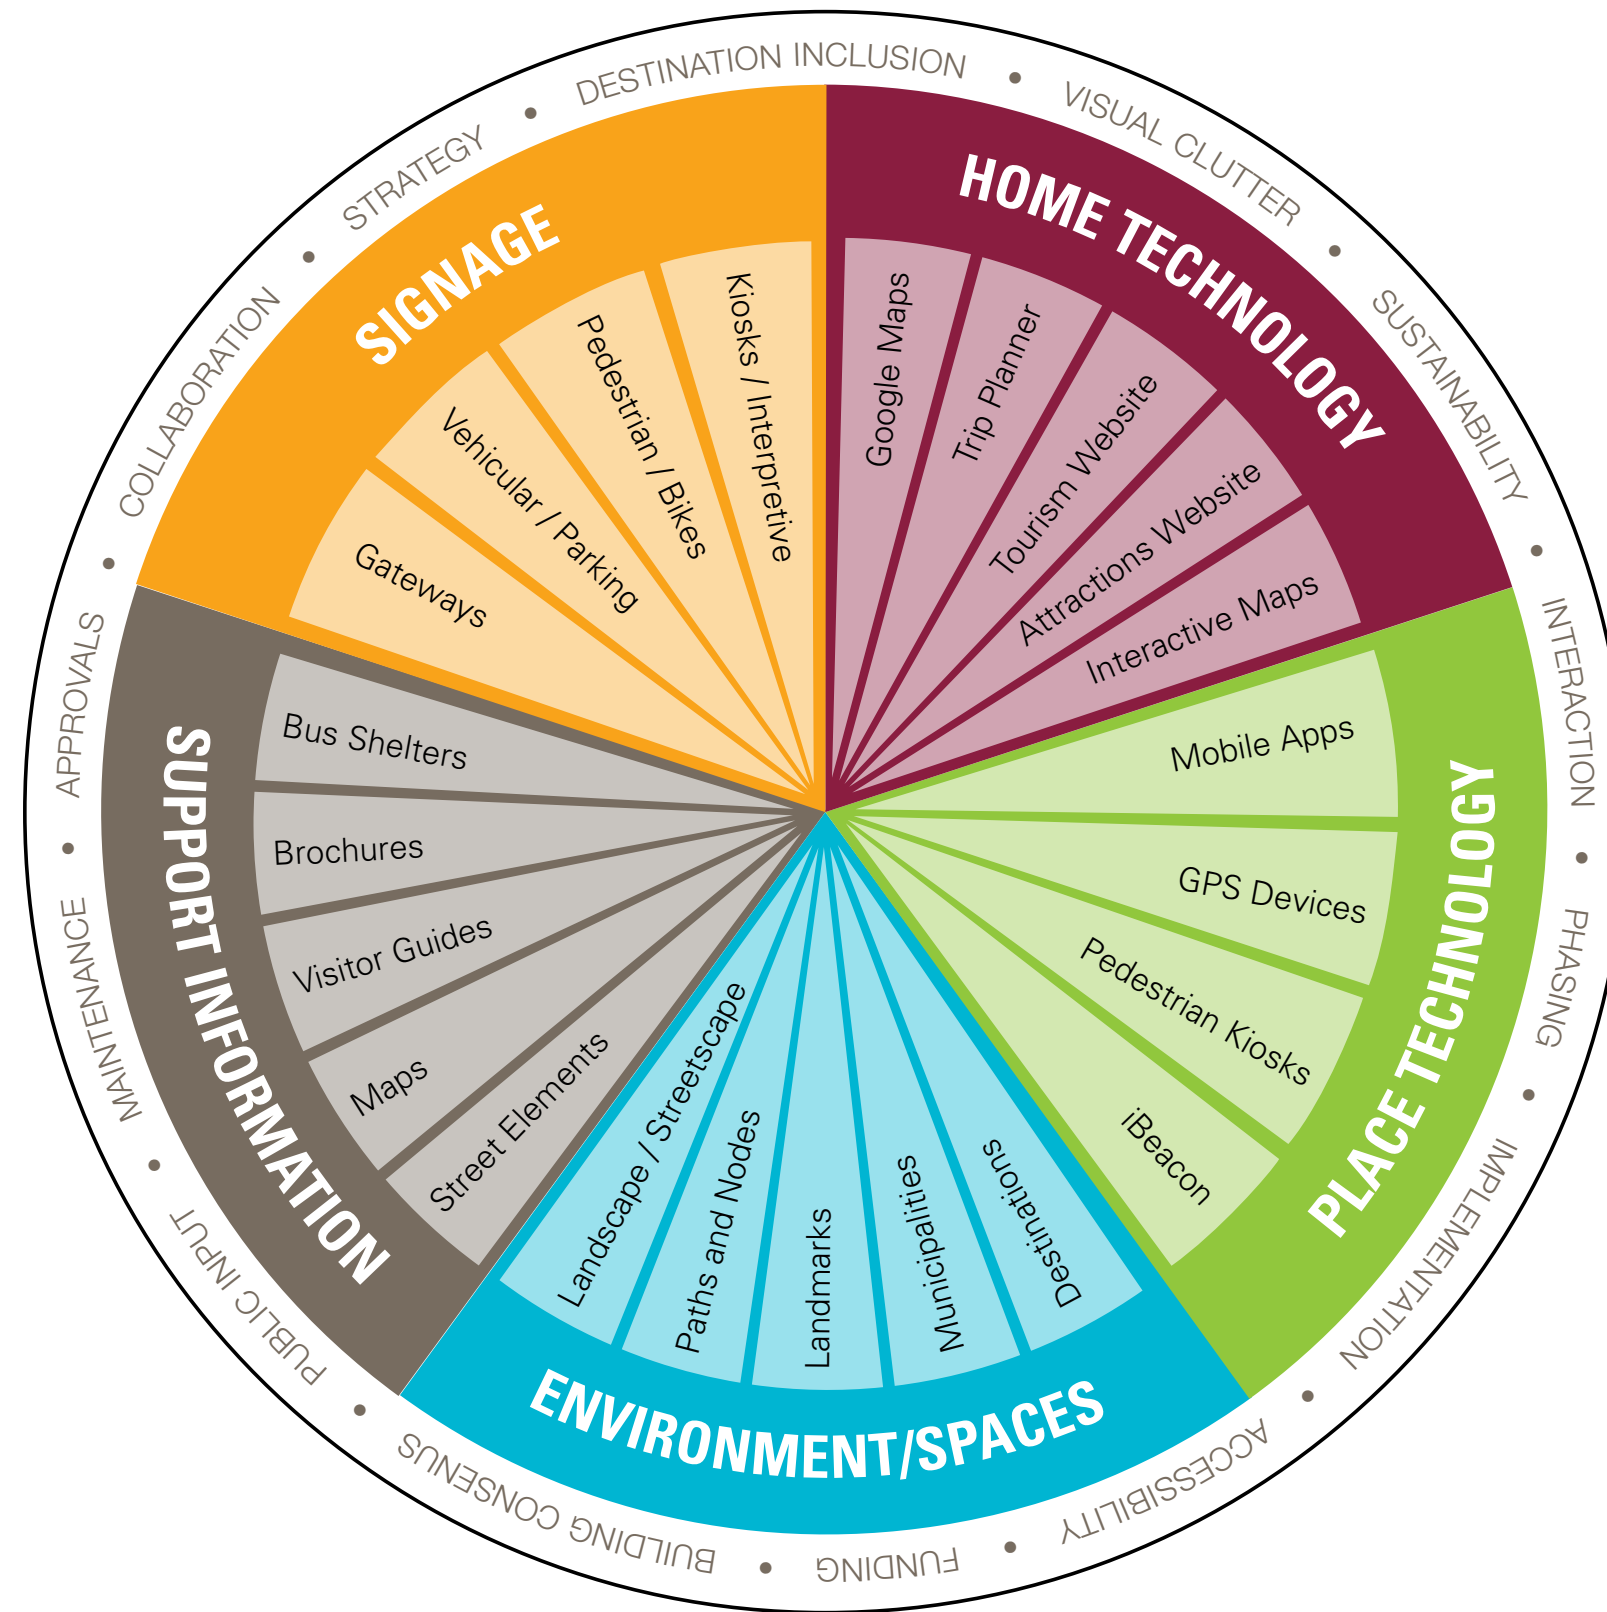 DESTINATION INCLUSION
VISUAL CLUTTER
SUSTAINABILITY
INTERACTION
PHASING
IMPLEMENTATION
ACCESSIBILITY
FUNDING
BUILDING CONSENUS
PUBLIC INPUT
MAINTENANCE
APPROVALS
COLLABORATION
STRATEGY
HOME TECHNOLOGY
Google Maps
Trip Planner
Tourism Website
Attractions Website
Interactive Maps
PLACE TECHNOLOGY
Mobile Apps
GPS Devices
Pedestrian Kiosks
iBeacon
ENVIRONMENT/SPACES
Destinations
Municipalities
Landmarks
Paths and Nodes
Landscape / Streetscape
SUPPORT INFORMATION
Street Elements
Maps
Visitor Guides
Brochures
Bus Shelters
SIGNAGE
Gateways
Vehicular / Parking
Pedestrian / Bikes
Kiosks / Interpretive